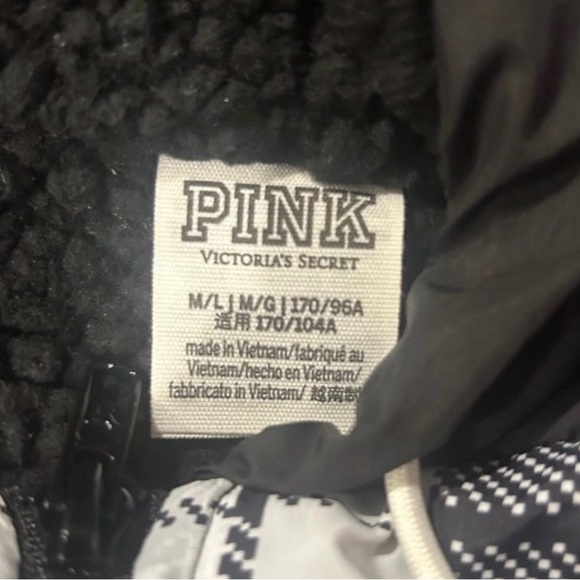 PINK
VICTORIA'S SECRET
M/L | M/G | 170/96A
适用 170/104A
made in Vietnam/fabriqué au
Vietnam/hecho en Vietnam/
fabbricato in Vietnam/ 越南制